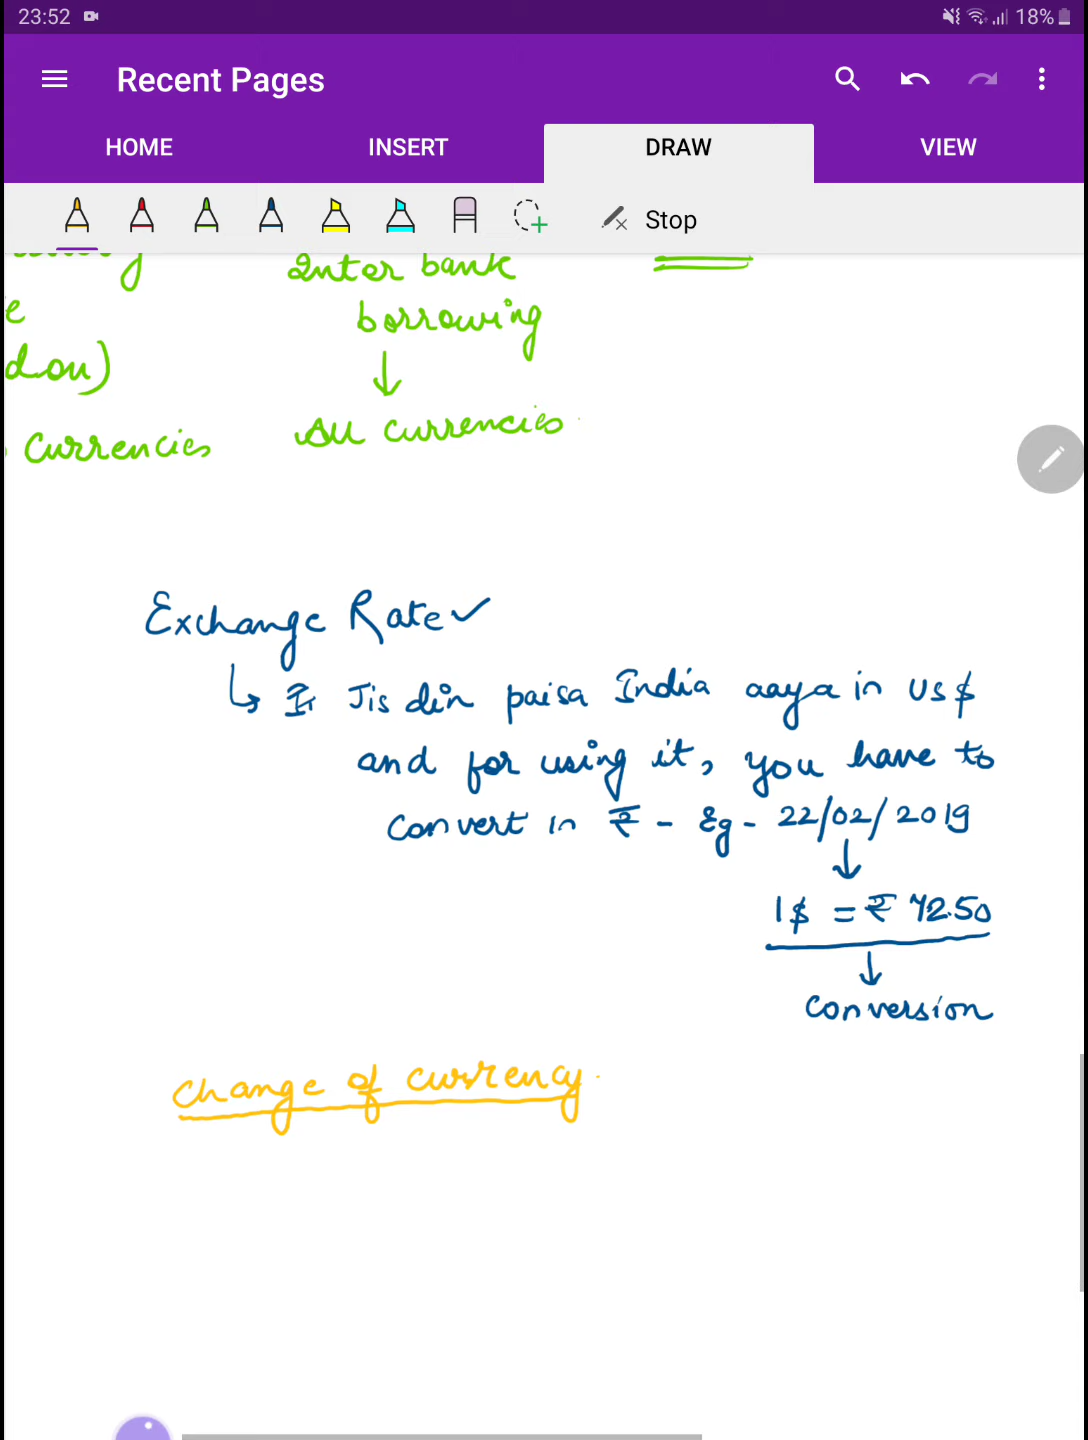 23:52 18%
Recent Pages
HOME INSERT DRAW VIEW
Stop
Inter bank
e borrowing
don)
All currencies
Currencies
Exchange Rate ✓
↳ Jis din paisa India aaya in US $
and for using it, you have to
convert in ₹ - Eg - 22/02/2019
↓
1$ = ₹ 72.50
↓
Conversion
change of currency